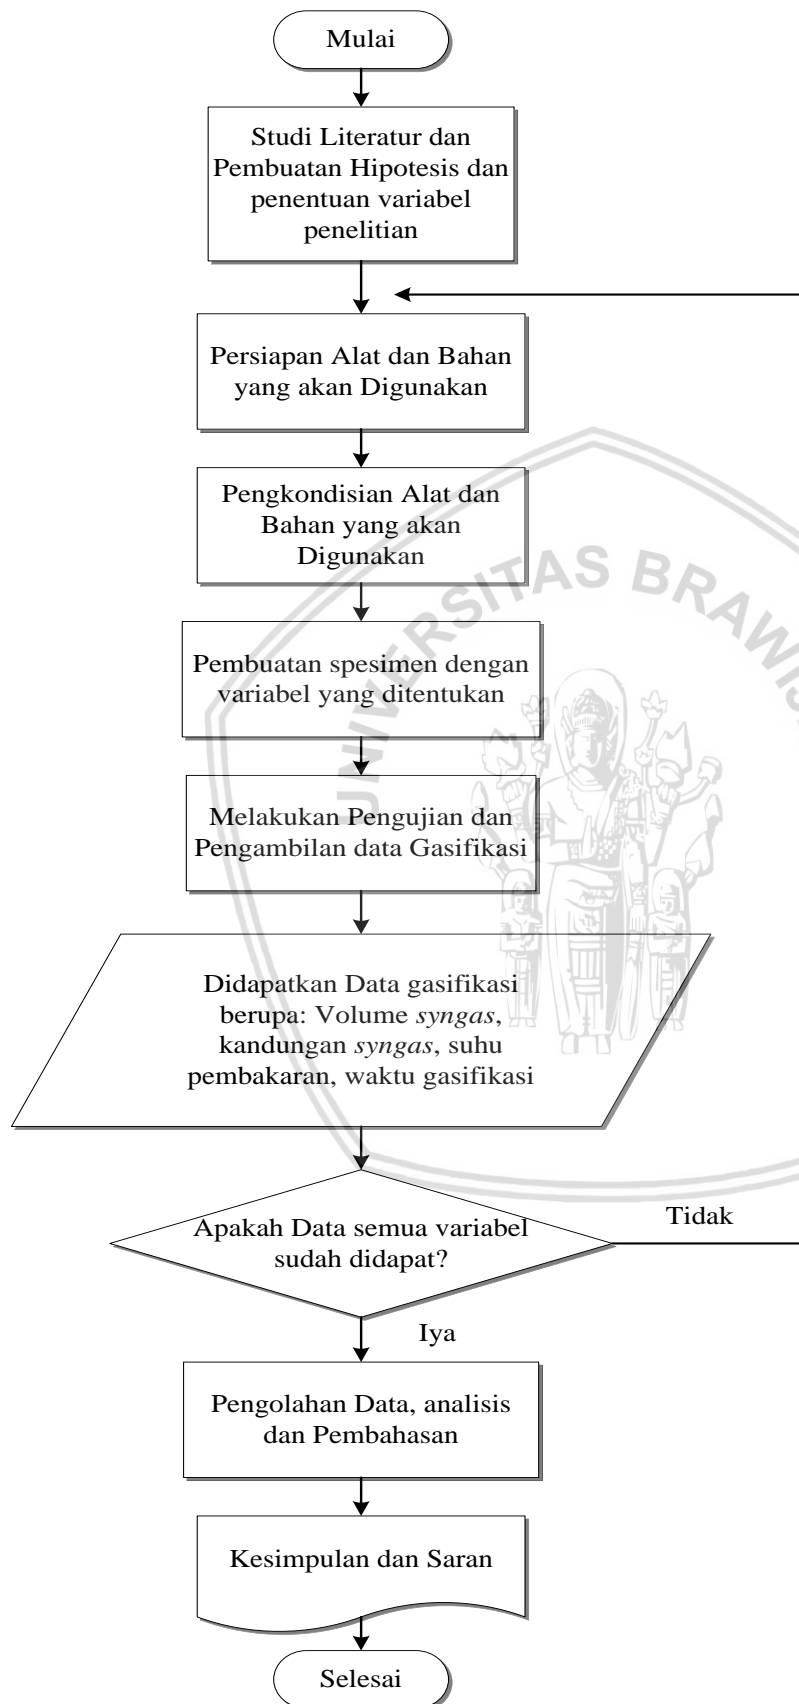 Mulai
Studi Literatur dan
Pembuatan Hipotesis dan
penentuan variabel
penelitian
Persiapan Alat dan Bahan
yang akan Digunakan
Pengkondisian Alat dan
Bahan yang akan
Digunakan
UNIVERSITAS BRAWIJ
Pembuatan spesimen dengan
variabel yang ditentukan
Melakukan Pengujian dan
Pengambilan data Gasifikasi
Didapatkan Data gasifikasi
berupa: Volume syngas,
kandungan syngas, suhu
pembakaran, waktu gasifikasi
Apakah Data semua variabel
sudah didapat?
Tidak
Iya
Pengolahan Data, analisis
dan Pembahasan
Kesimpulan dan Saran
Selesai